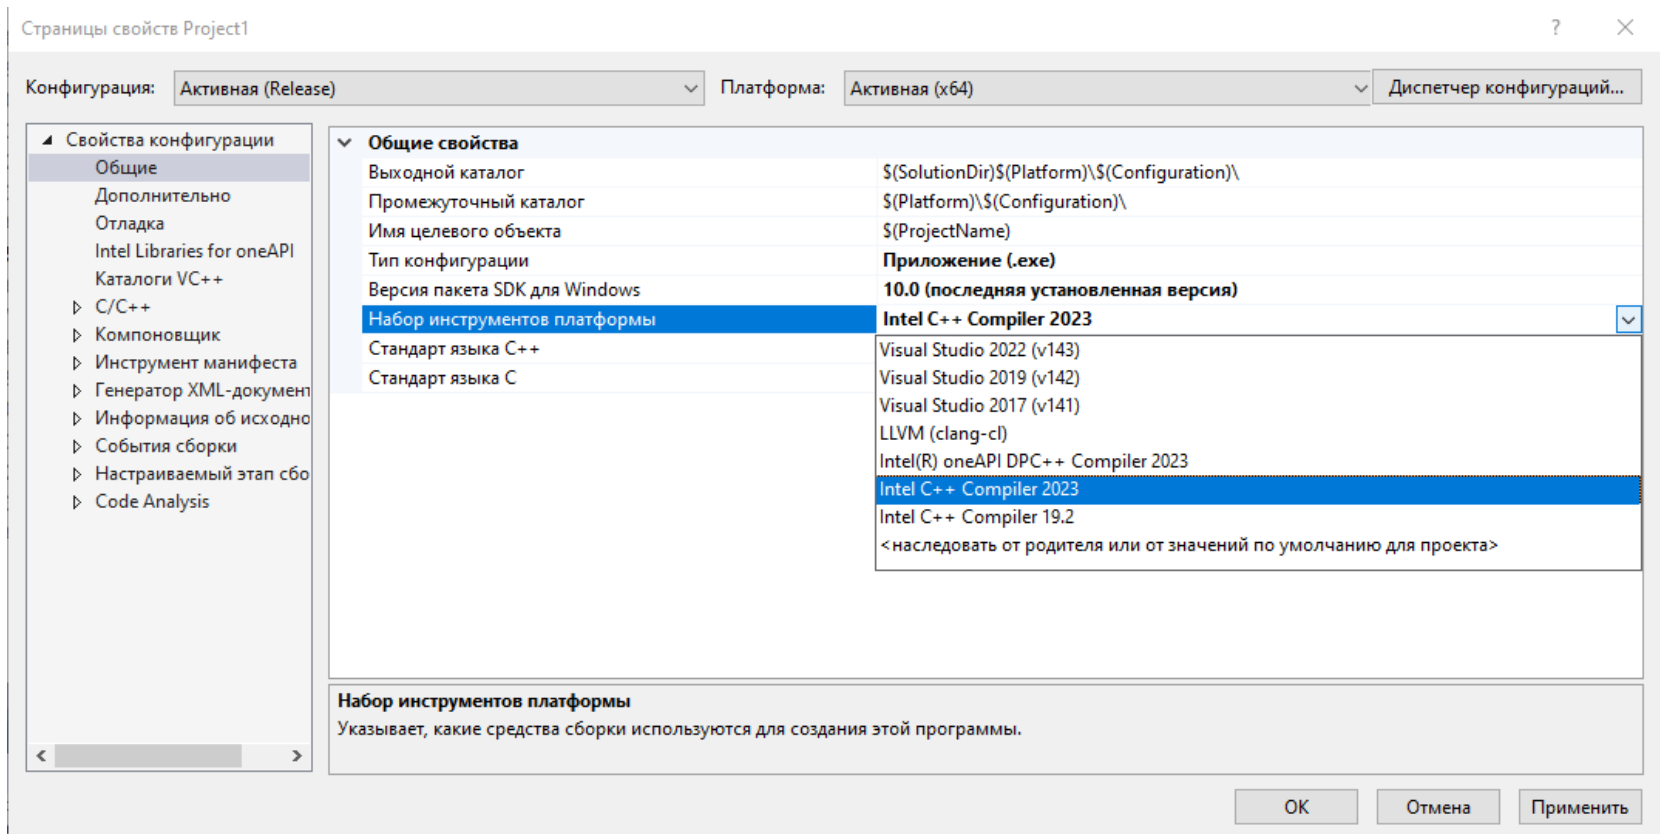 Страницы свойств Project1
?
Конфигурация: Активная (Release) Платформа: Активная (x64) Диспетчер конфигураций...
Свойства конфигурации
Общие
Дополнительно
Отладка
Intel Libraries for oneAPI
Каталоги VC++
C/C++
Компоновщик
Инструмент манифеста
Генератор XML-документ
Информация об исходно
События сборки
Настраиваемый этап сбо
Code Analysis
Общие свойства
Выходной каталог $(SolutionDir)$(Platform)\$(Configuration)\
Промежуточный каталог $(Platform)\$(Configuration)\
Имя целевого объекта $(ProjectName)
Тип конфигурации Приложение (.exe)
Версия пакета SDK для Windows 10.0 (последняя установленная версия)
Набор инструментов платформы Intel C++ Compiler 2023
Стандарт языка C++
Стандарт языка C
Visual Studio 2022 (v143)
Visual Studio 2019 (v142)
Visual Studio 2017 (v141)
LLVM (clang-cl)
Intel(R) oneAPI DPC++ Compiler 2023
Intel C++ Compiler 2023
Intel C++ Compiler 19.2
<наследовать от родителя или от значений по умолчанию для проекта>
Набор инструментов платформы
Указывает, какие средства сборки используются для создания этой программы.
ОК Отмена Применить